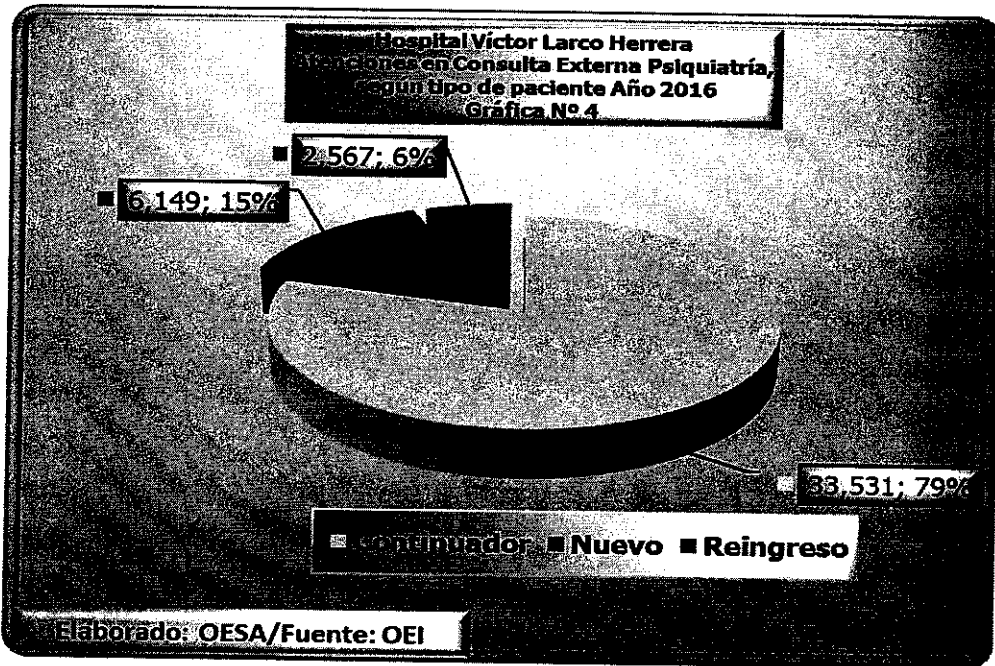 Hospital Víctor Larco Herrera
Atenciones en Consulta Externa Psiquiatría,
Según tipo de paciente Año 2016
Gráfica Nº 4
2,567; 6%
6,149; 15%
33,531; 79%
Continuador Nuevo Reingreso
Elaborado: OESA/Fuente: OEI